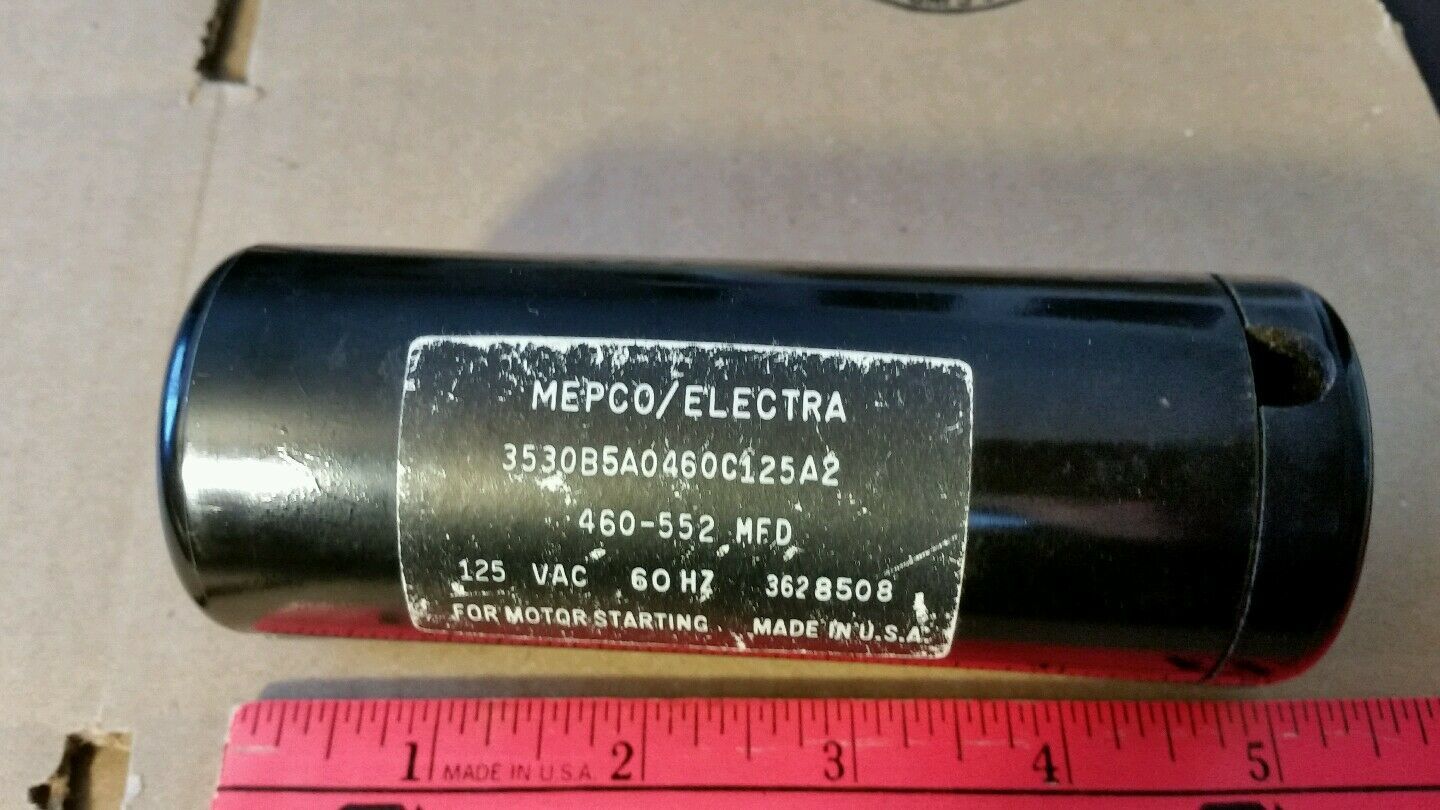 MEPCO/ELECTRA
3530B5A0460C125A2
460-552 MFD
125 VAC 60 HZ 3628508
FOR MOTOR STARTING MADE IN U.S.A.
1 MADE IN U.S.A. 2 3 4 5